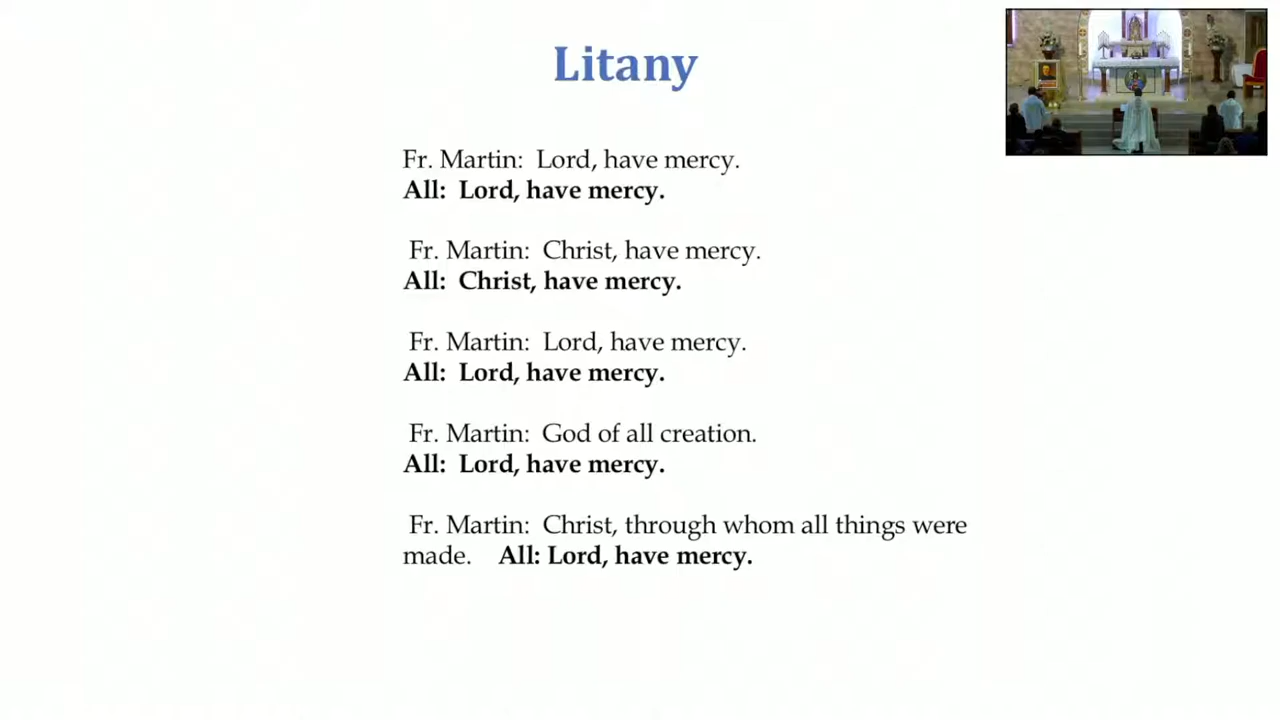 Litany
Fr. Martin: Lord, have mercy.
All: Lord, have mercy.
Fr. Martin: Christ, have mercy.
All: Christ, have mercy.
Fr. Martin: Lord, have mercy.
All: Lord, have mercy.
Fr. Martin: God of all creation.
All: Lord, have mercy.
Fr. Martin: Christ, through whom all things were
made. All: Lord, have mercy.